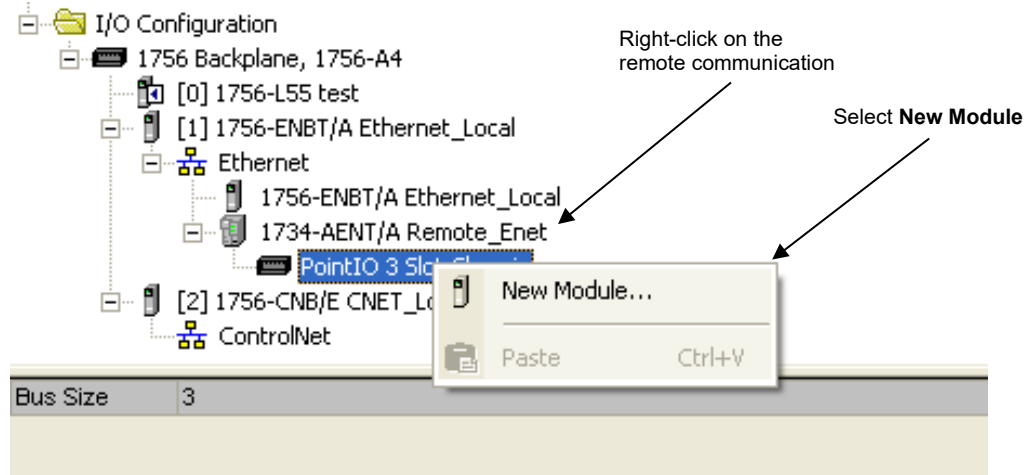 I/O Configuration
1756 Backplane, 1756-A4
[0] 1756-L55 test
[1] 1756-ENBT/A Ethernet_Local
Ethernet
1756-ENBT/A Ethernet_Local
1734-AENT/A Remote_Enet
PointIO 3
[2] 1756-CNB/E
ControlNet
Right-click on the
remote communication
Select New Module
New Module...
Paste Ctrl+V
Bus Size 3